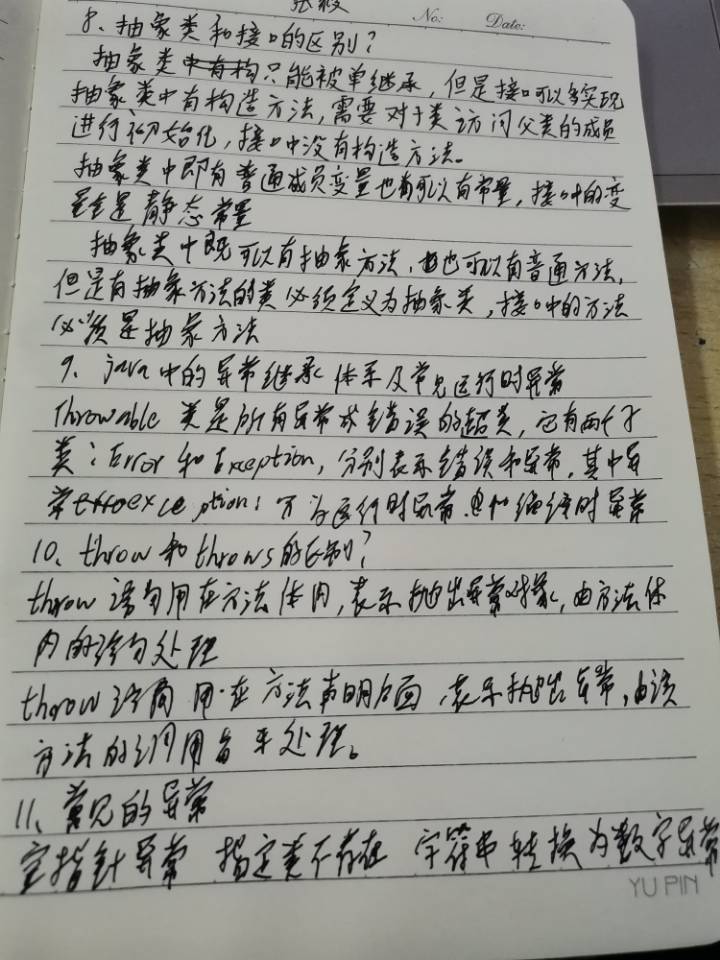 No:
Date:
8、抽象类和接口的区别?
抽象类中有构只能被单继承,但是接口可以多实现
抽象类中有构造方法,需要对子类访问父类的成员
进行初始化,接口中没有构造方法。
抽象类中即有普通成员变量也有可以有常量,接口中的变
量全是静态常量
抽象类中既可以有抽象方法,也可以有普通方法,
但是有抽象方法的类必须定义为抽象类,接口中的方法
必须是抽象方法
9、java中的异常继承体系及常见运行时异常
Throwable 类是所有异常或错误的超类,它有两个子
类:Error和Exception,分别表示错误和异常,其中异
常exception:分为运行时异常和编译时异常
10、throw和throws的区别?
throw 语句用在方法体内,表示抛出异常对象,由方法体
内的语句处理
throw 语句用在方法声明后面,表示抛出异常,由该
方法的调用者来处理。
11、常见的异常
空指针异常 指定类不存在 字符串转换为数字异常
YU PIN